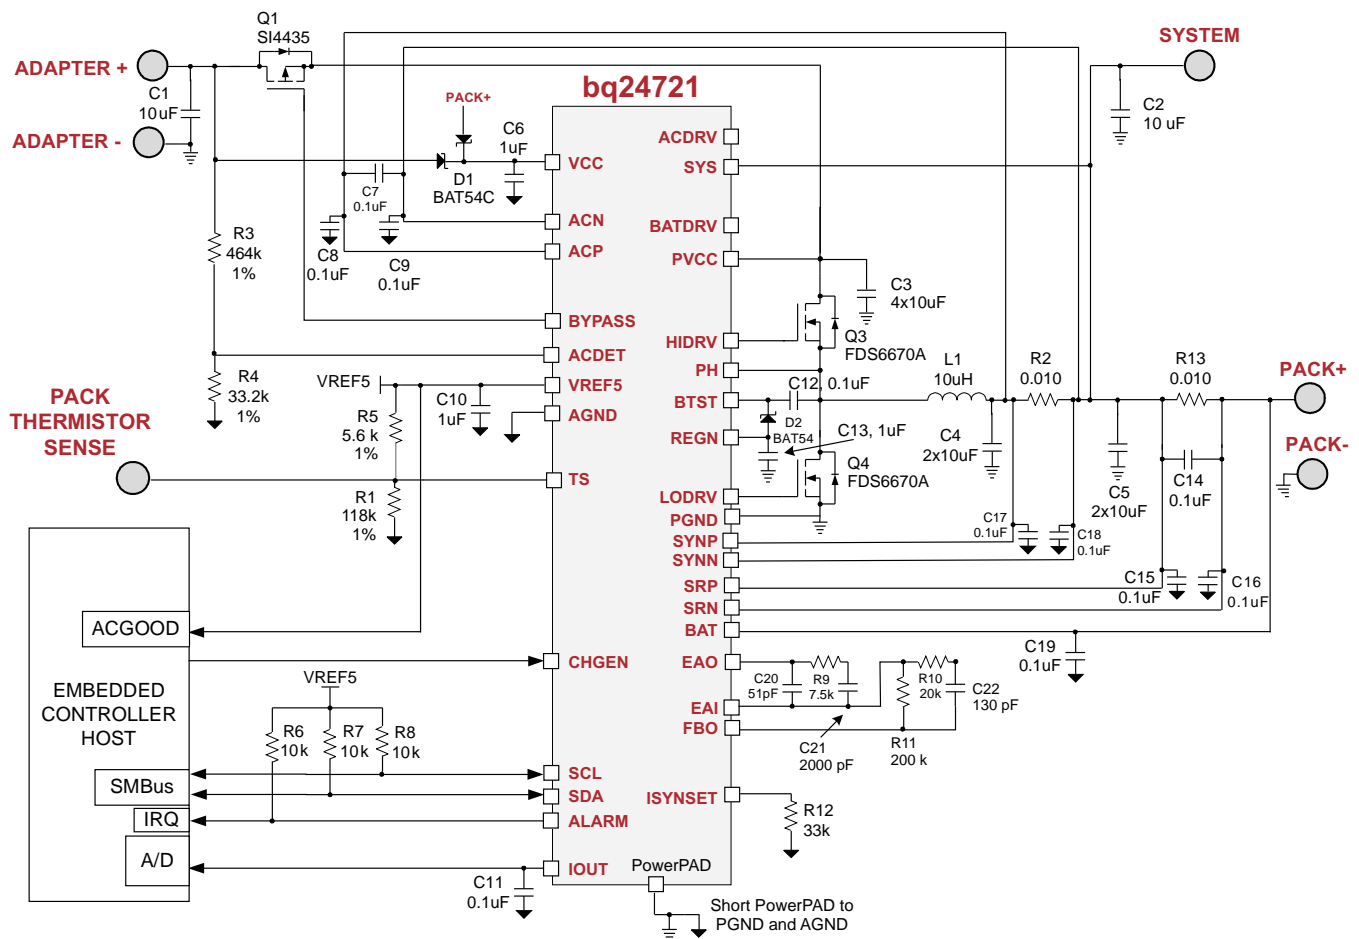 Q1
SI4435
SYSTEM
ADAPTER +
C1
10uF
ADAPTER -
bq24721
PACK+
C6
1uF
C2
10 uF
ACDRV
VCC
SYS
D1
BAT54C
C7
0.1uF
ACN
BATDRV
ACP
PVCC
R3
464k
1%
C8
0.1uF
C9
0.1uF
C3
4x10uF
BYPASS
HIDRV
Q3
FDS6670A
ACDET
PH
L1
10uH
R2
0.010
R13
0.010
PACK+
VREF5
VREF5
C12, 0.1uF
R4
33.2k
1%
C10
1uF
BTST
PACK
THERMISTOR
SENSE
R5
5.6 k
1%
AGND
D2
BAT54
REGN
C13, 1uF
C4
2x10uF
PACK-
TS
Q4
FDS6670A
C14
0.1uF
R1
118k
1%
LODRV
C5
2x10uF
PGND
C17
0.1uF
C18
0.1uF
SYNP
SYNN
SRP
C15
0.1uF
C16
0.1uF
SRN
ACGOOD
BAT
C19
0.1uF
CHGEN
EAO
C20
51pF
R9
7.5k
R10
20k
C22
130 pF
VREF5
EMBEDDED
CONTROLLER
HOST
EAI
FBO
R6
10k
R7
10k
R8
10k
C21
2000 pF
R11
200 k
SMBus
SCL
SDA
ISYNSET
R12
33k
IRQ
ALARM
A/D
IOUT
PowerPAD
C11
0.1uF
Short PowerPAD to
PGND and AGND